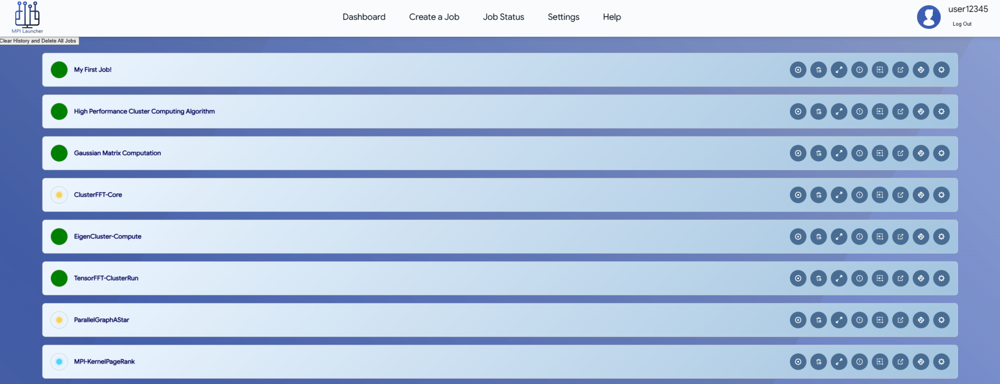 MPI Launcher
Dashboard
Create a Job
Job Status
Settings
Help
user12345
Log Out
Clear History and Delete All Jobs
My First Job!
High Performance Cluster Computing Algorithm
Gaussian Matrix Computation
ClusterFFT-Core
EigenCluster-Compute
TensorFFT-ClusterRun
ParallelGraphAStar
MPI-KernelPageRank